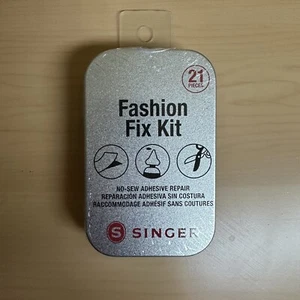 21
PIECES
Fashion
Fix Kit
NO-SEW ADHESIVE REPAIR
REPARACIÓN ADHESIVA SIN COSTURA
RACCOMMODAGE ADHÉSIF SANS COUTURES
S SINGER